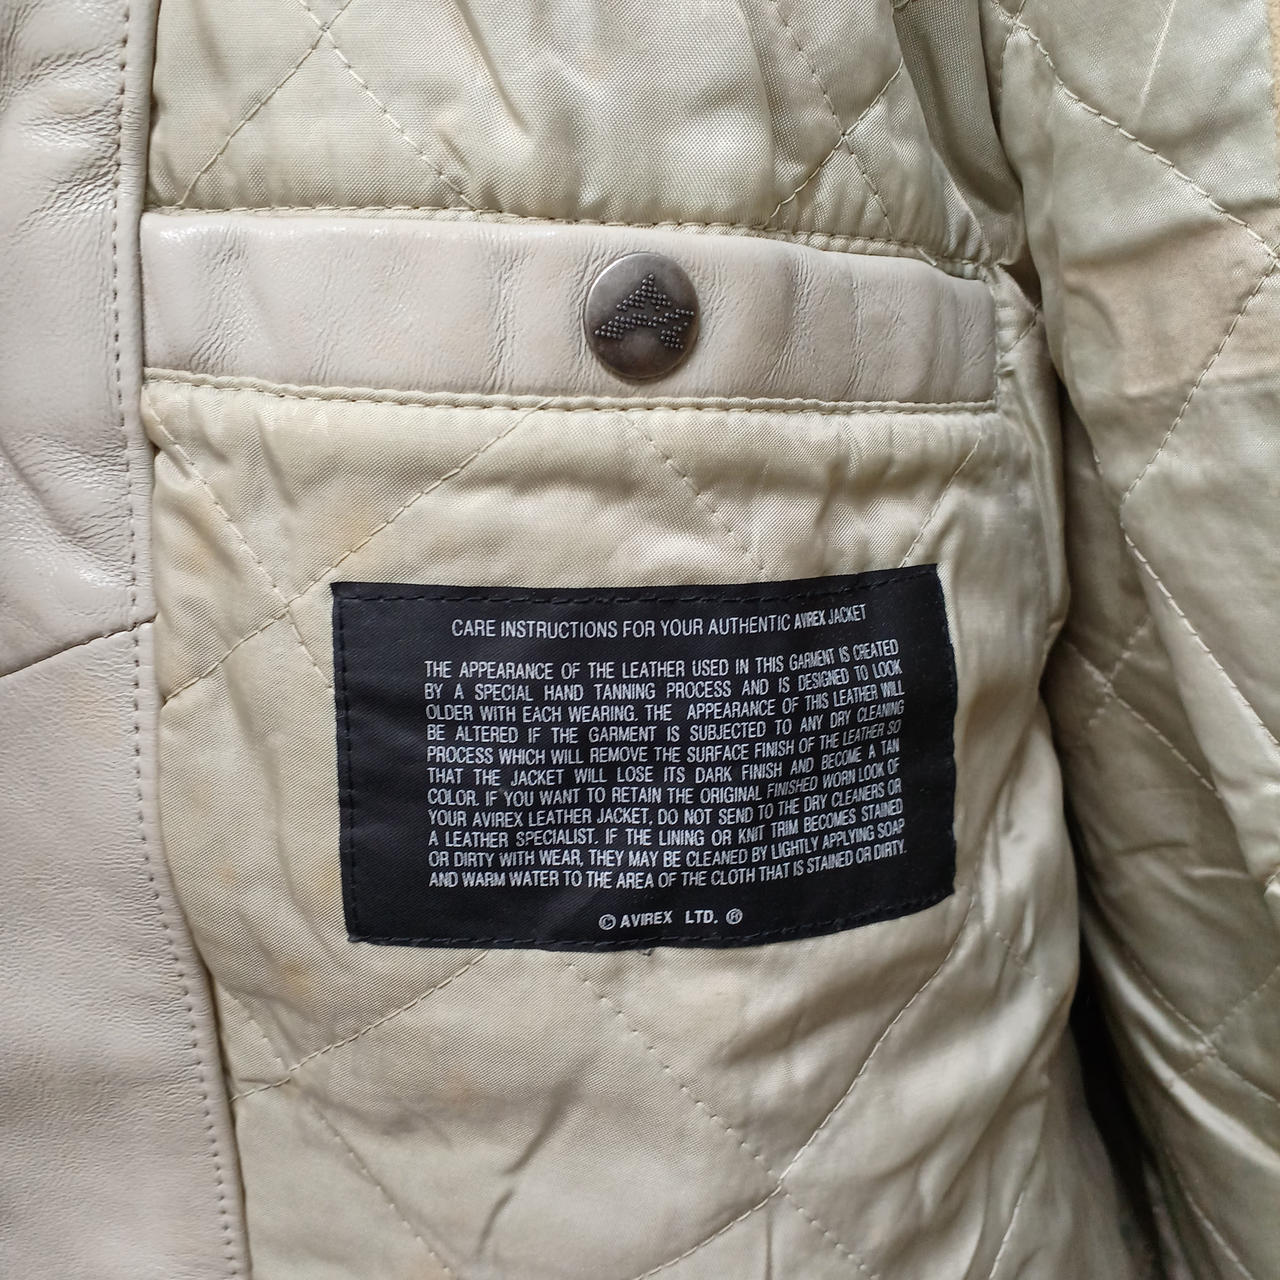 CARE INSTRUCTIONS FOR YOUR AUTHENTIC AVIREX JACKET
THE APPEARANCE OF THE LEATHER USED IN THIS GARMENT IS CREATED
BY A SPECIAL HAND TANNING PROCESS AND IS DESIGNED TO LOOK
OLDER WITH EACH WEARING. THE APPEARANCE OF THIS LEATHER WILL
BE ALTERED IF THE GARMENT IS SUBJECTED TO ANY DRY CLEANING
PROCESS WHICH WILL REMOVE THE SURFACE FINISH OF THE LEATHER SO
THAT THE JACKET WILL LOSE ITS DARK FINISH AND BECOME A TAN
COLOR. IF YOU WANT TO RETAIN THE ORIGINAL FINISHED WORN LOOK OF
YOUR AVIREX LEATHER JACKET, DO NOT SEND TO THE DRY CLEANERS OR
A LEATHER SPECIALIST. IF THE LINING OR KNIT TRIM BECOMES STAINED
OR DIRTY WITH WEAR, THEY MAY BE CLEANED BY LIGHTLY APPLYING SOAP
AND WARM WATER TO THE AREA OF THE CLOTH THAT IS STAINED OR DIRTY.
© AVIREX LTD. ®